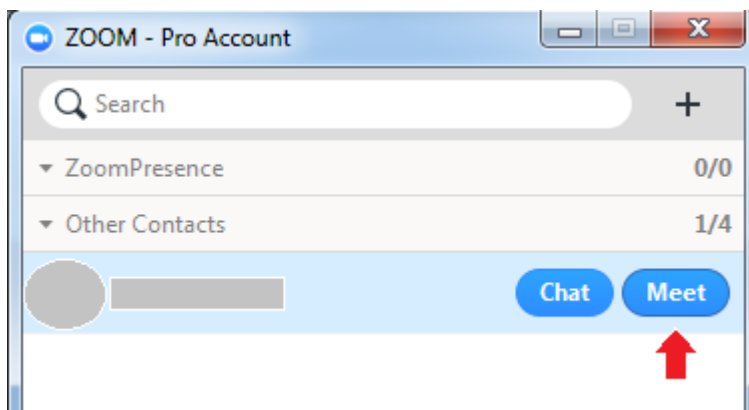 ZOOM - Pro Account
Search
ZoomPresence 0/0
Other Contacts 1/4
Chat Meet